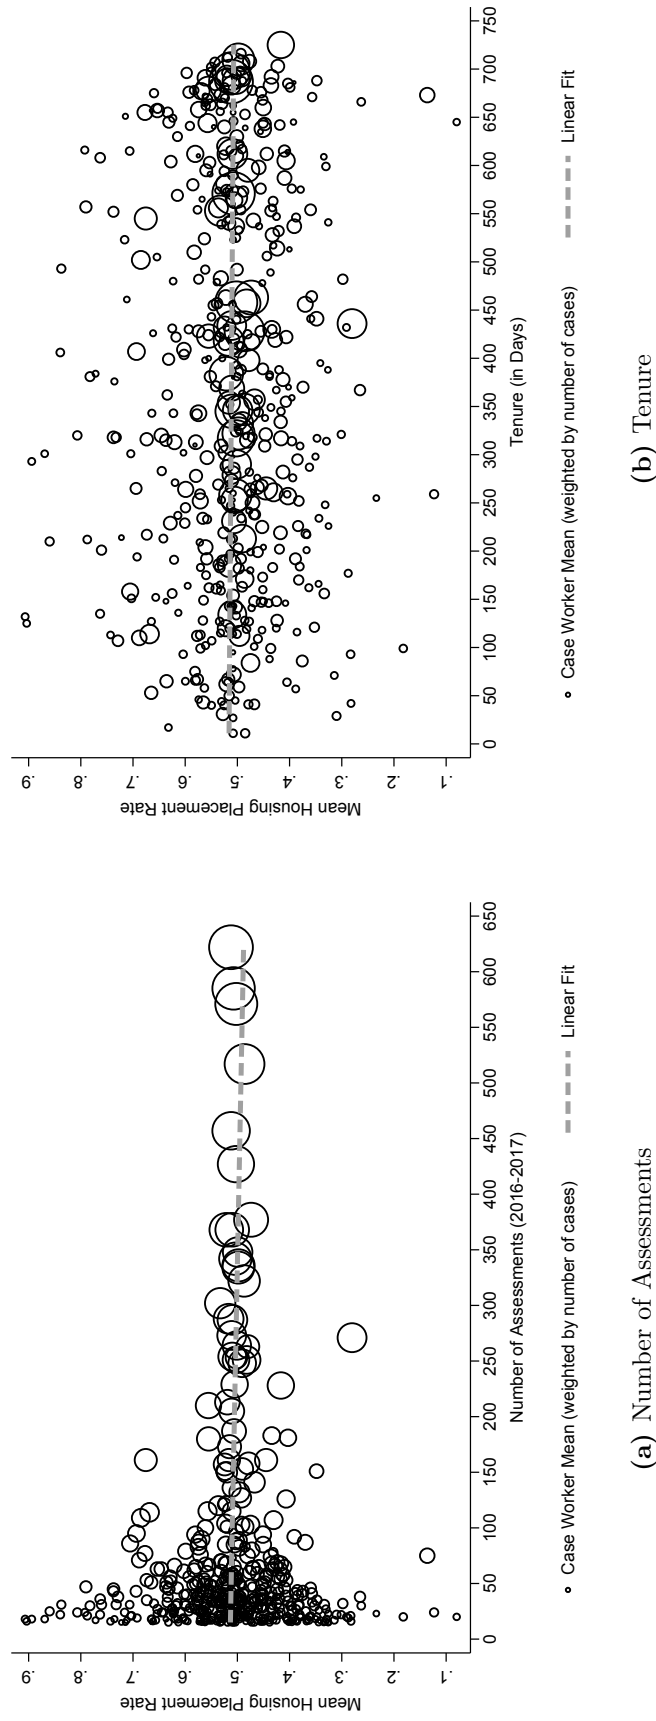 Mean Housing Placement Rate
.1 .2 .3 .4 .5 .6 .7 .8 .9
0 50 100 150 200 250 300 350 400 450 500 550 600 650
Number of Assessments (2016-2017)
Case Worker Mean (weighted by number of cases) Linear Fit
(a) Number of Assessments
Mean Housing Placement Rate
.1 .2 .3 .4 .5 .6 .7 .8 .9
0 50 100 150 200 250 300 350 400 450 500 550 600 650 700 750
Tenure (in Days)
Case Worker Mean (weighted by number of cases) Linear Fit
(b) Tenure